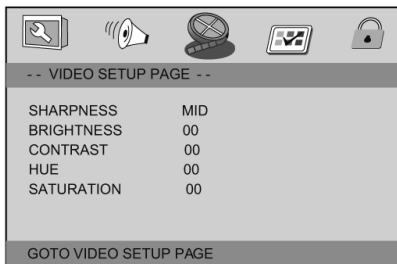 -- VIDEO SETUP PAGE --
SHARPNESS MID
BRIGHTNESS 00
CONTRAST 00
HUE 00
SATURATION 00
GOTO VIDEO SETUP PAGE